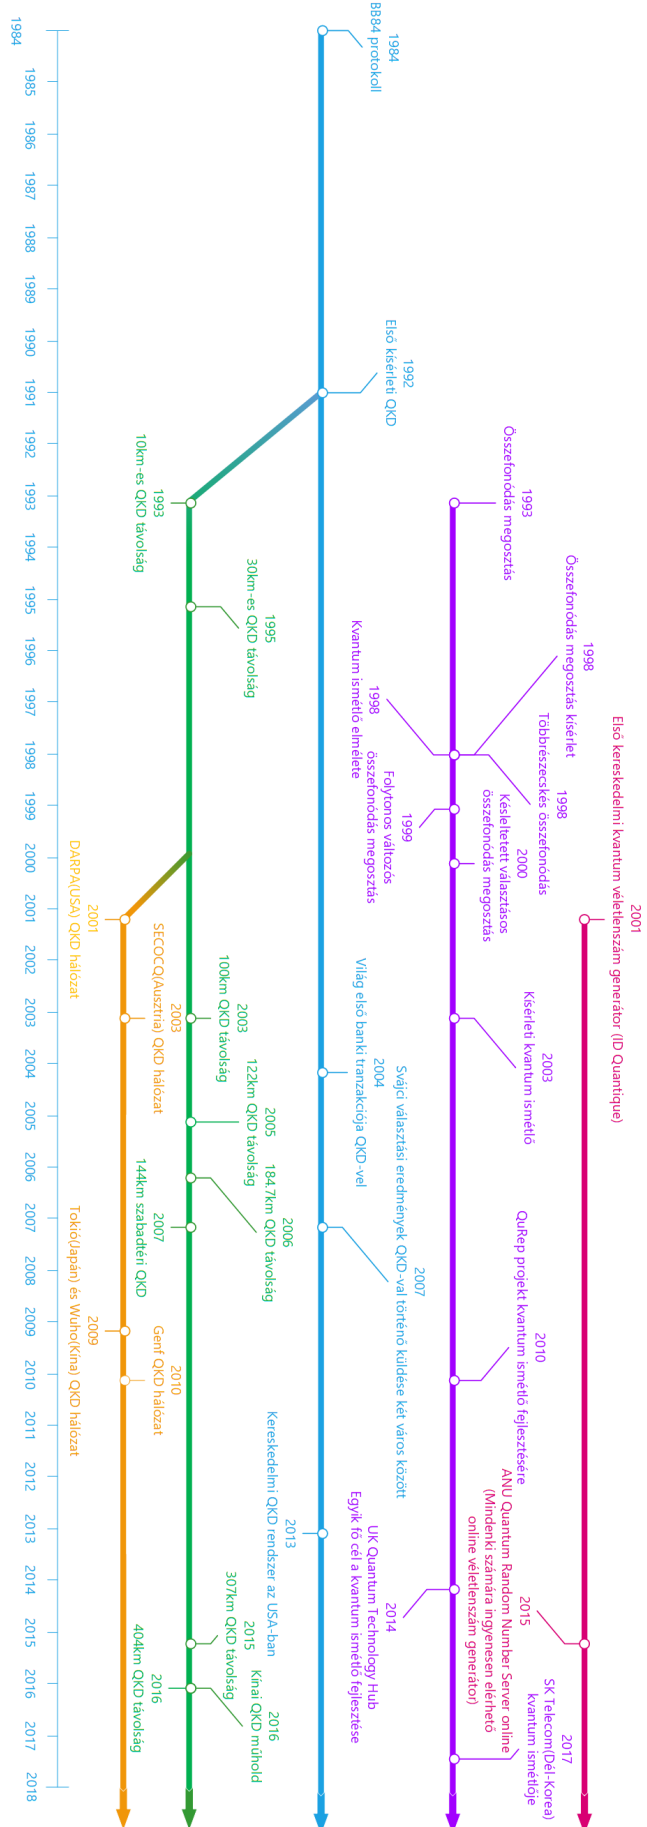 2001
Első kereskedelmi kvantum véletlenszám generátor (ID Quantique)
2015
ANU Quantum Random Number Server online
(Mindenki számára ingyenesen elérhető
online véletlenszám generátor)
1993
Összefonódás megosztás
1998
Összefonódás megosztás kísérlet
1998
Többrészecskés összefonódás
2000
Késleltetett választásos
összefonódás megosztás
2003
Kísérleti kvantum ismétlő
2010
QuRep projekt kvantum ismétlő fejlesztésére
2017
SK Telecom(Dél-Korea)
kvantum ismétlője
1998
Kvantum ismétlő elmélete
1999
Folytonos változós
összefonódás megosztás
2014
UK Quantum Technology Hub
Egyik fő cél a kvantum ismétlő fejlesztése
1984
BB84 protokoll
1992
Első kísérleti QKD
2004
Világ első banki tranzakciója QKD-vel
2007
Svájci választási eredmények QKD-val történő küldése két város között
2013
Kereskedelmi QKD rendszer az USA-ban
1993
10km-es QKD távolság
1995
30km-es QKD távolság
2003
100km QKD távolság
2005
122km QKD távolság
2006
184.7km QKD távolság
2007
144km szabadtéri QKD
2015
307km QKD távolság
2016
Kínai QKD műhold
2016
404km QKD távolság
2001
DARPA(USA) QKD hálózat
2003
SECOCQ(Ausztria) QKD hálózat
2009
Tokió(Japán) és Wuho(Kína) QKD hálózat
2010
Genf QKD hálózat
1984
1985
1986
1987
1988
1989
1990
1991
1992
1993
1994
1995
1996
1997
1998
1999
2000
2001
2002
2003
2004
2005
2006
2007
2008
2009
2010
2011
2012
2013
2014
2015
2016
2017
2018